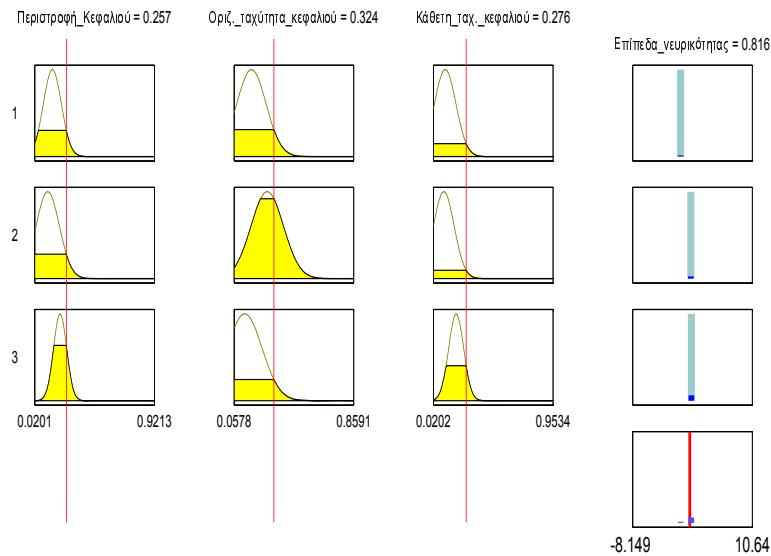 Περιστροφή_Κεφαλιού = 0.257
Οριζ._ταχύτητα_κεφαλιού = 0.324
Κάθετη_ταχ._κεφαλιού = 0.276
Επίπεδα_νευρικότητας = 0.816
1
2
3
0.0201 0.9213
0.0578 0.8591
0.0202 0.9534
-8.149 10.64